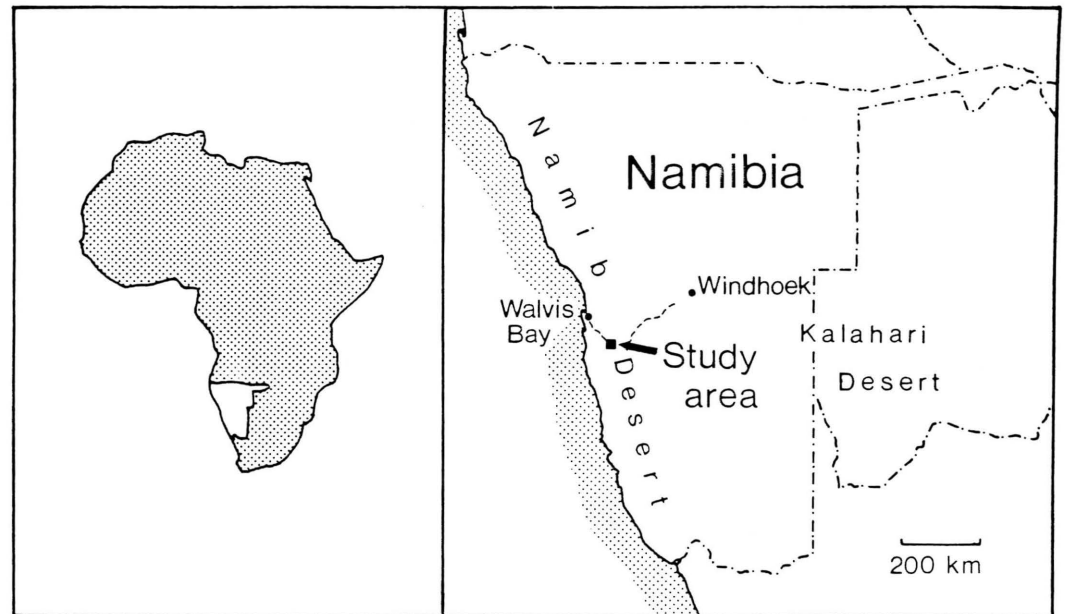 Namib
Namibia
Windhoek
Walvis
Bay
Kalahari
Desert
Study
area
Desert
200 km